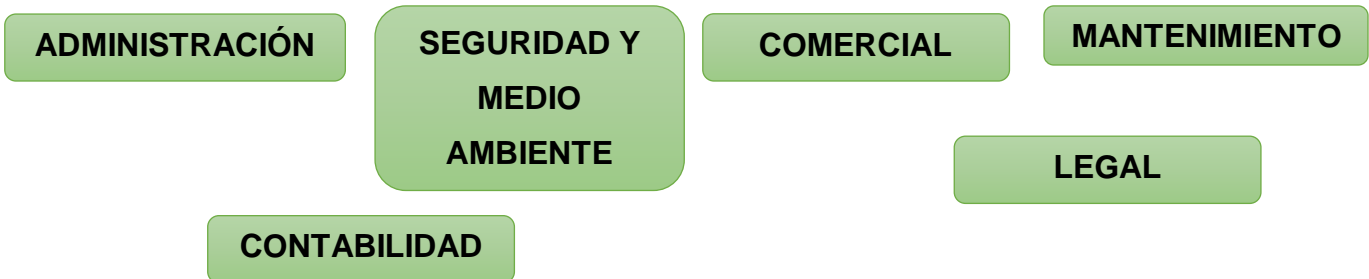 ADMINISTRACIÓN
SEGURIDAD Y
MEDIO
AMBIENTE
COMERCIAL
MANTENIMIENTO
LEGAL
CONTABILIDAD